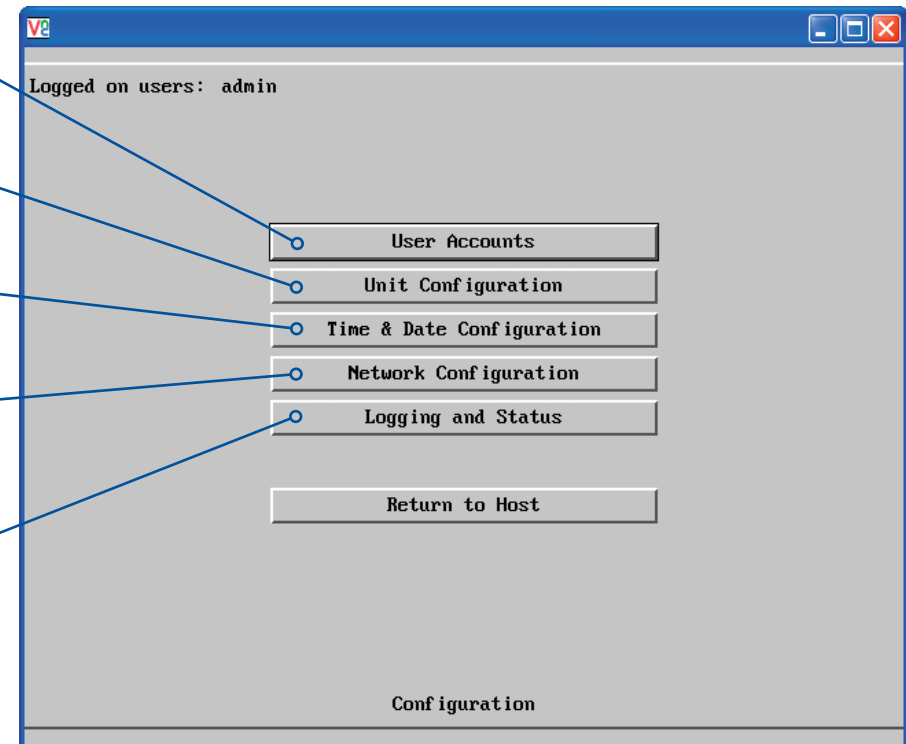 Logged on users: admin
User Accounts
Unit Configuration
Time & Date Configuration
Network Configuration
Logging and Status
Return to Host
Configuration